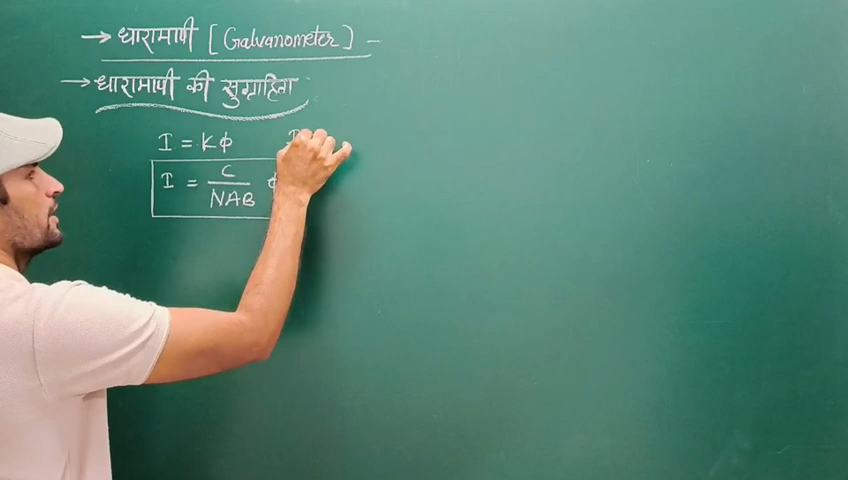 → धारामापी [Galvanometer] –
→ धारामापी की सुग्राहिता
I = Kϕ I
I = C/NAB ϕ